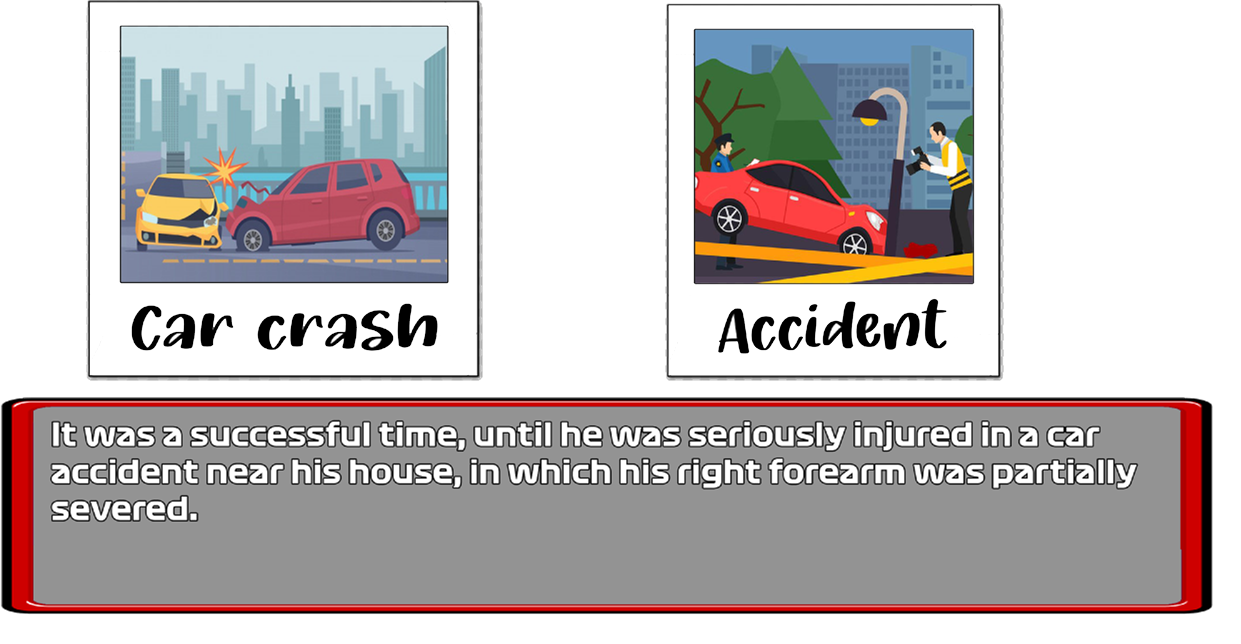 Car crash
Accident
It was a successful time, until he was seriously injured in a car
accident near his house, in which his right forearm was partially
severed.